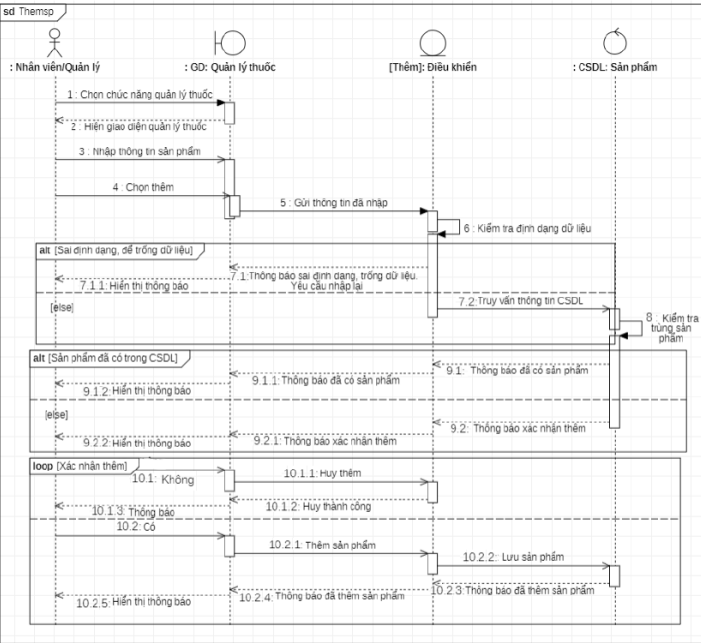 sd Themsp
: Nhân viên/Quản lý
: GD: Quản lý thuốc
[Thêm]: Điều khiển
: CSDL: Sản phẩm
1 : Chọn chức năng quản lý thuốc
2 : Hiện giao diện quản lý thuốc
3 : Nhập thông tin sản phẩm
4 : Chọn thêm
5 : Gửi thông tin đã nhập
6 : Kiểm tra định dạng dữ liệu
alt [Sai định dạng, để trống dữ liệu]
7.1:Thông báo sai định dạng, trống dữ liệu.
Yêu cầu nhập lại
7.1.1: Hiển thị thông báo
[else]
7.2:Truy vấn thông tin CSDL
8 : Kiểm tra
trùng sản
phẩm
alt [Sản phẩm đã có trong CSDL]
9.1: Thông báo đã có sản phẩm
9.1.1: Thông báo đã có sản phẩm
9.1.2: Hiển thị thông báo
[else]
9.2: Thông báo xác nhận thêm
9.2.1: Thông báo xác nhận thêm
9.2.2: Hiển thị thông báo
loop [Xác nhận thêm]
10.1: Không
10.1.1: Huy thêm
10.1.2: Huy thành công
10.1.3: Thông báo
10.2: Có
10.2.1: Thêm sản phẩm
10.2.2: Lưu sản phẩm
10.2.3:Thông báo đã thêm sản phẩm
10.2.4: Thông báo đã thêm sản phẩm
10.2.5: Hiển thị thông báo